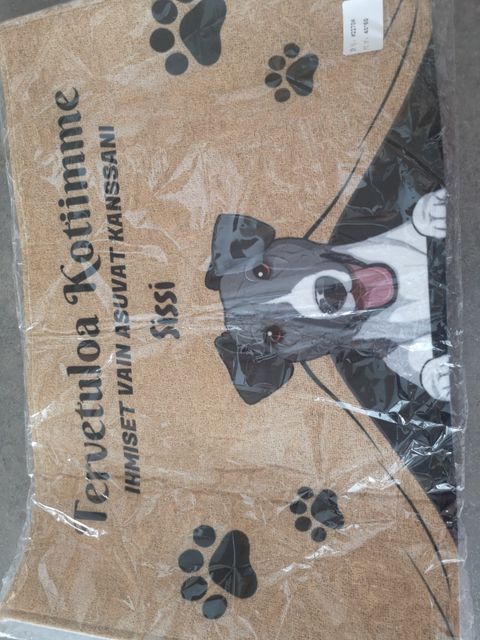 Tervetuloa Kotiimme
IHMISET VAIN ASUVAT KANSSANI
Sissi